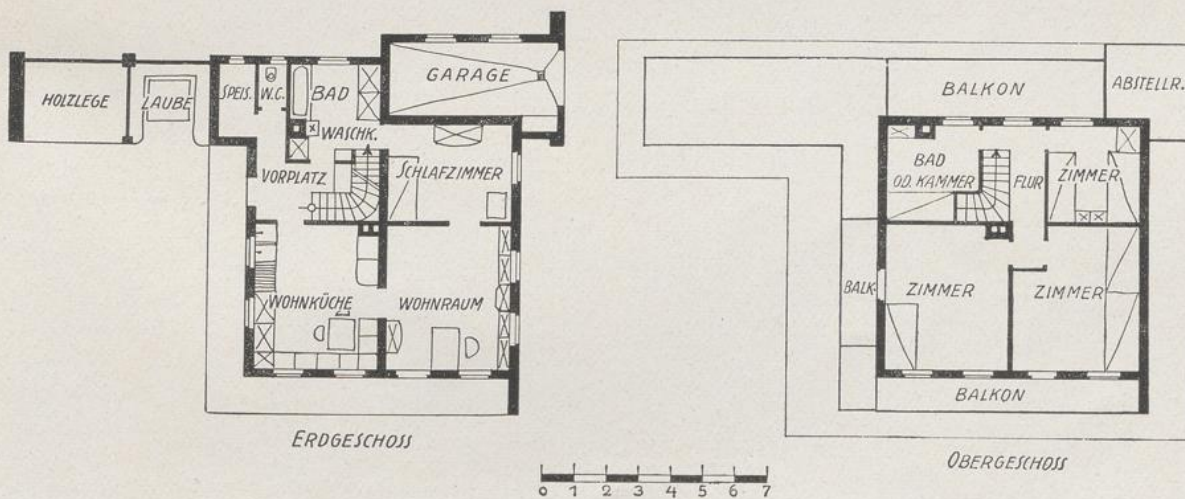 HOLZLEGE
LAUBE
SPEIS.
W.C.
BAD
WASCHK.
GARAGE
VORPLATZ
SCHLAFZIMMER
WOHNKÜCHE
WOHNRAUM
ERDGESCHOSS
BALKON
ABSTELLR.
BAD
OD. KAMMER
FLUR
ZIMMER
BALK.
ZIMMER
ZIMMER
BALKON
OBERGESCHOSS
0 1 2 3 4 5 6 7